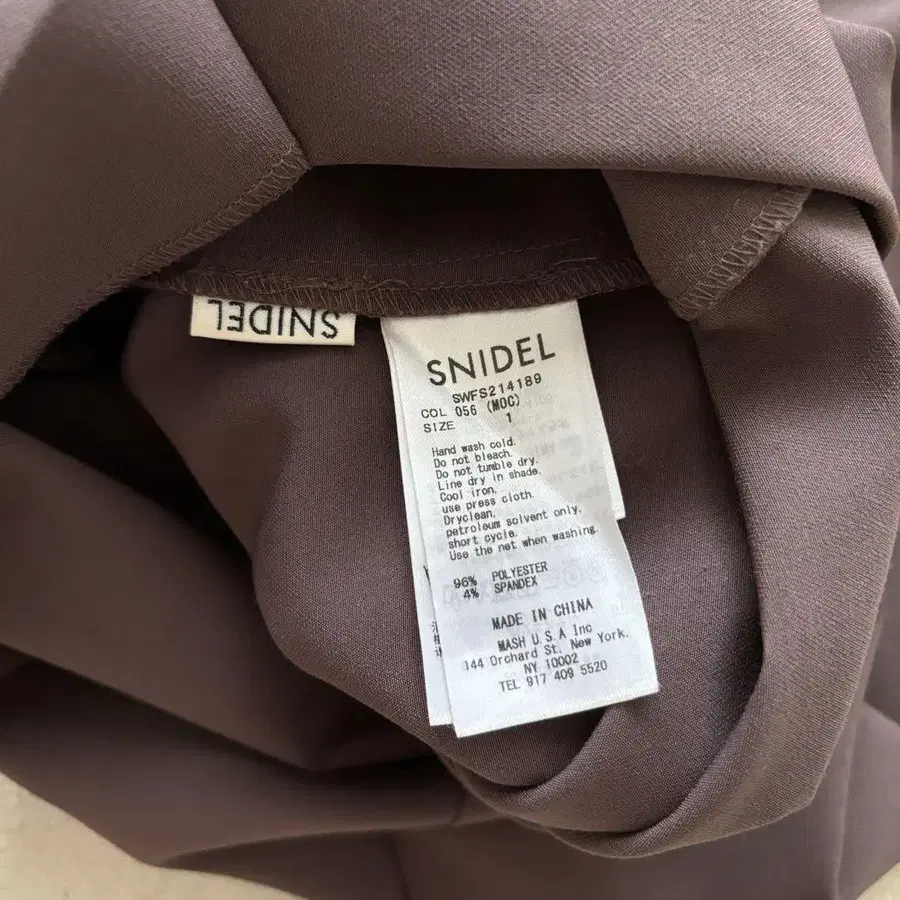 SNIDEL
SNIDEL
SWFS214189
COL 056 (MOC)
SIZE 1
Hand wash cold.
Do not bleach.
Do not tumble dry.
Line dry in shade.
Cool iron.
use press cloth.
Dryclean.
petroleum solvent only.
short cycle.
Use the net when washing.
96% POLYESTER
4% SPANDEX
MADE IN CHINA
MASH U.S.A Inc
144 Orchard St. New York.
NY 10002
TEL 917 409 5520